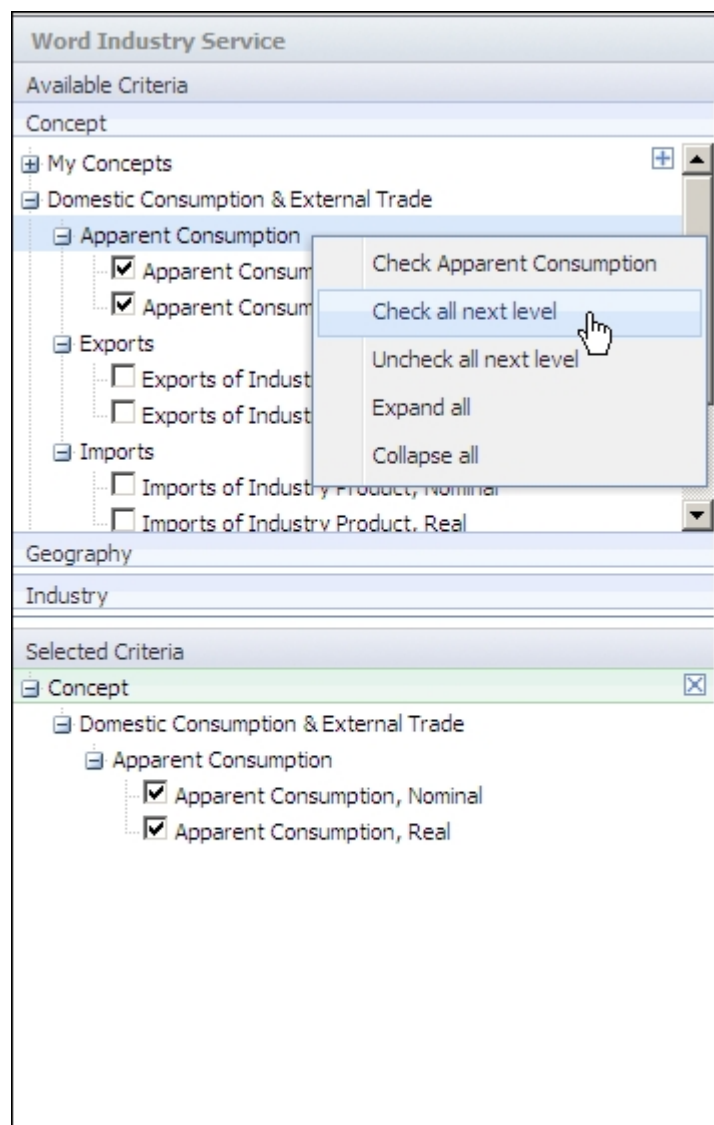 Word Industry Service
Available Criteria
Concept
My Concepts
Domestic Consumption & External Trade
Apparent Consumption
Apparent Consum
Apparent Consum
Exports
Exports of Indust
Exports of Indust
Imports
Imports of Industry Product, Nominal
Imports of Industry Product, Real
Check Apparent Consumption
Check all next level
Uncheck all next level
Expand all
Collapse all
Geography
Industry
Selected Criteria
Concept
Domestic Consumption & External Trade
Apparent Consumption
Apparent Consumption, Nominal
Apparent Consumption, Real